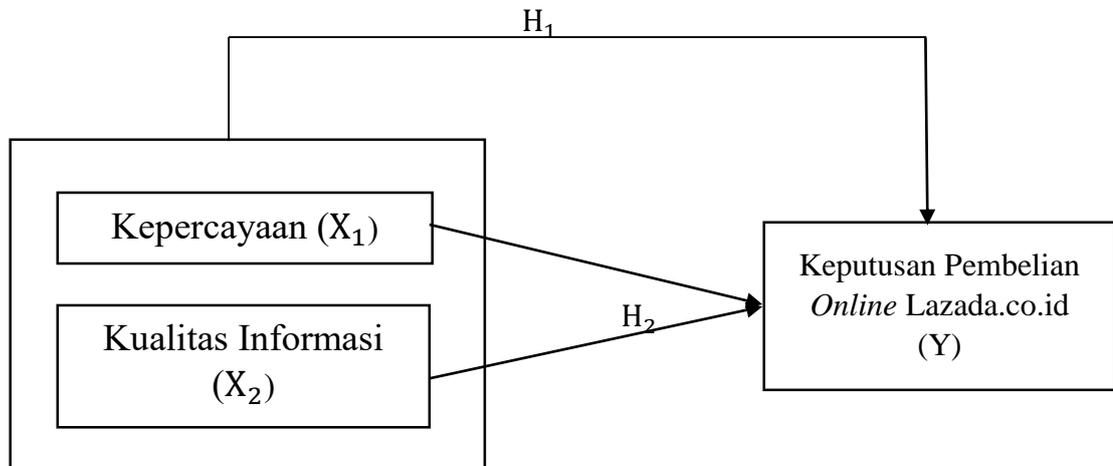 H₁
Kepercayaan (X₁)
Kualitas Informasi
(X₂)
H₂
Keputusan Pembelian
Online Lazada.co.id
(Y)